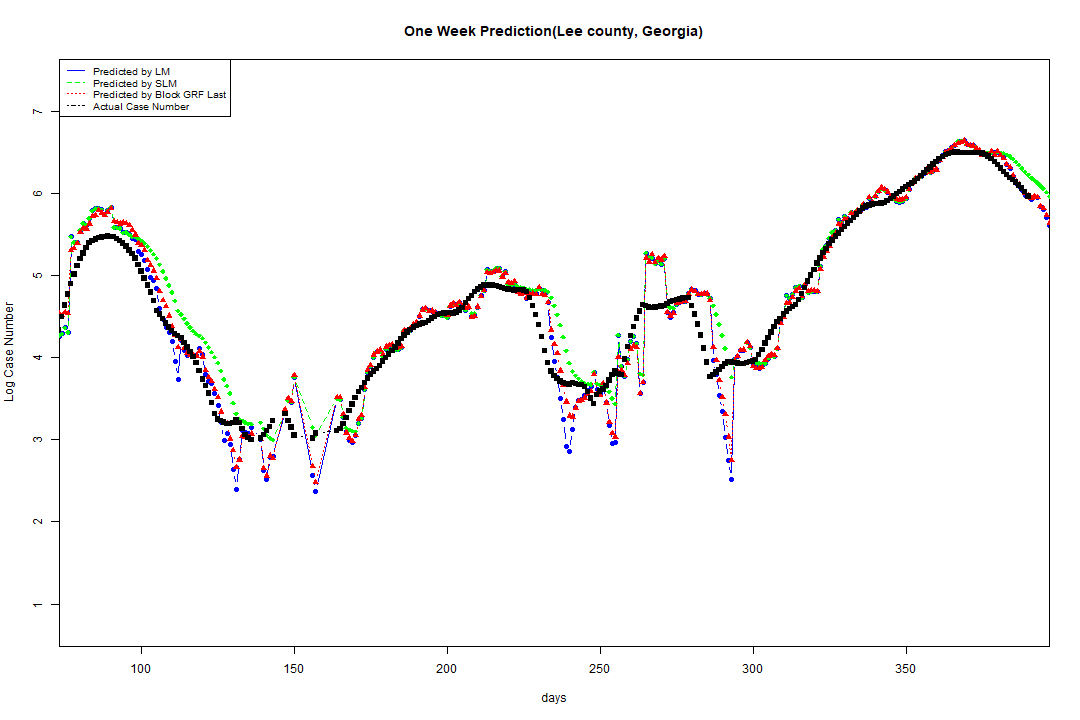 One Week Prediction(Lee county, Georgia)
Predicted by LM
Predicted by SLM
Predicted by Block GRF Last
Actual Case Number
Log Case Number
7
6
5
4
3
2
1
100 150 200 250 300 350
days